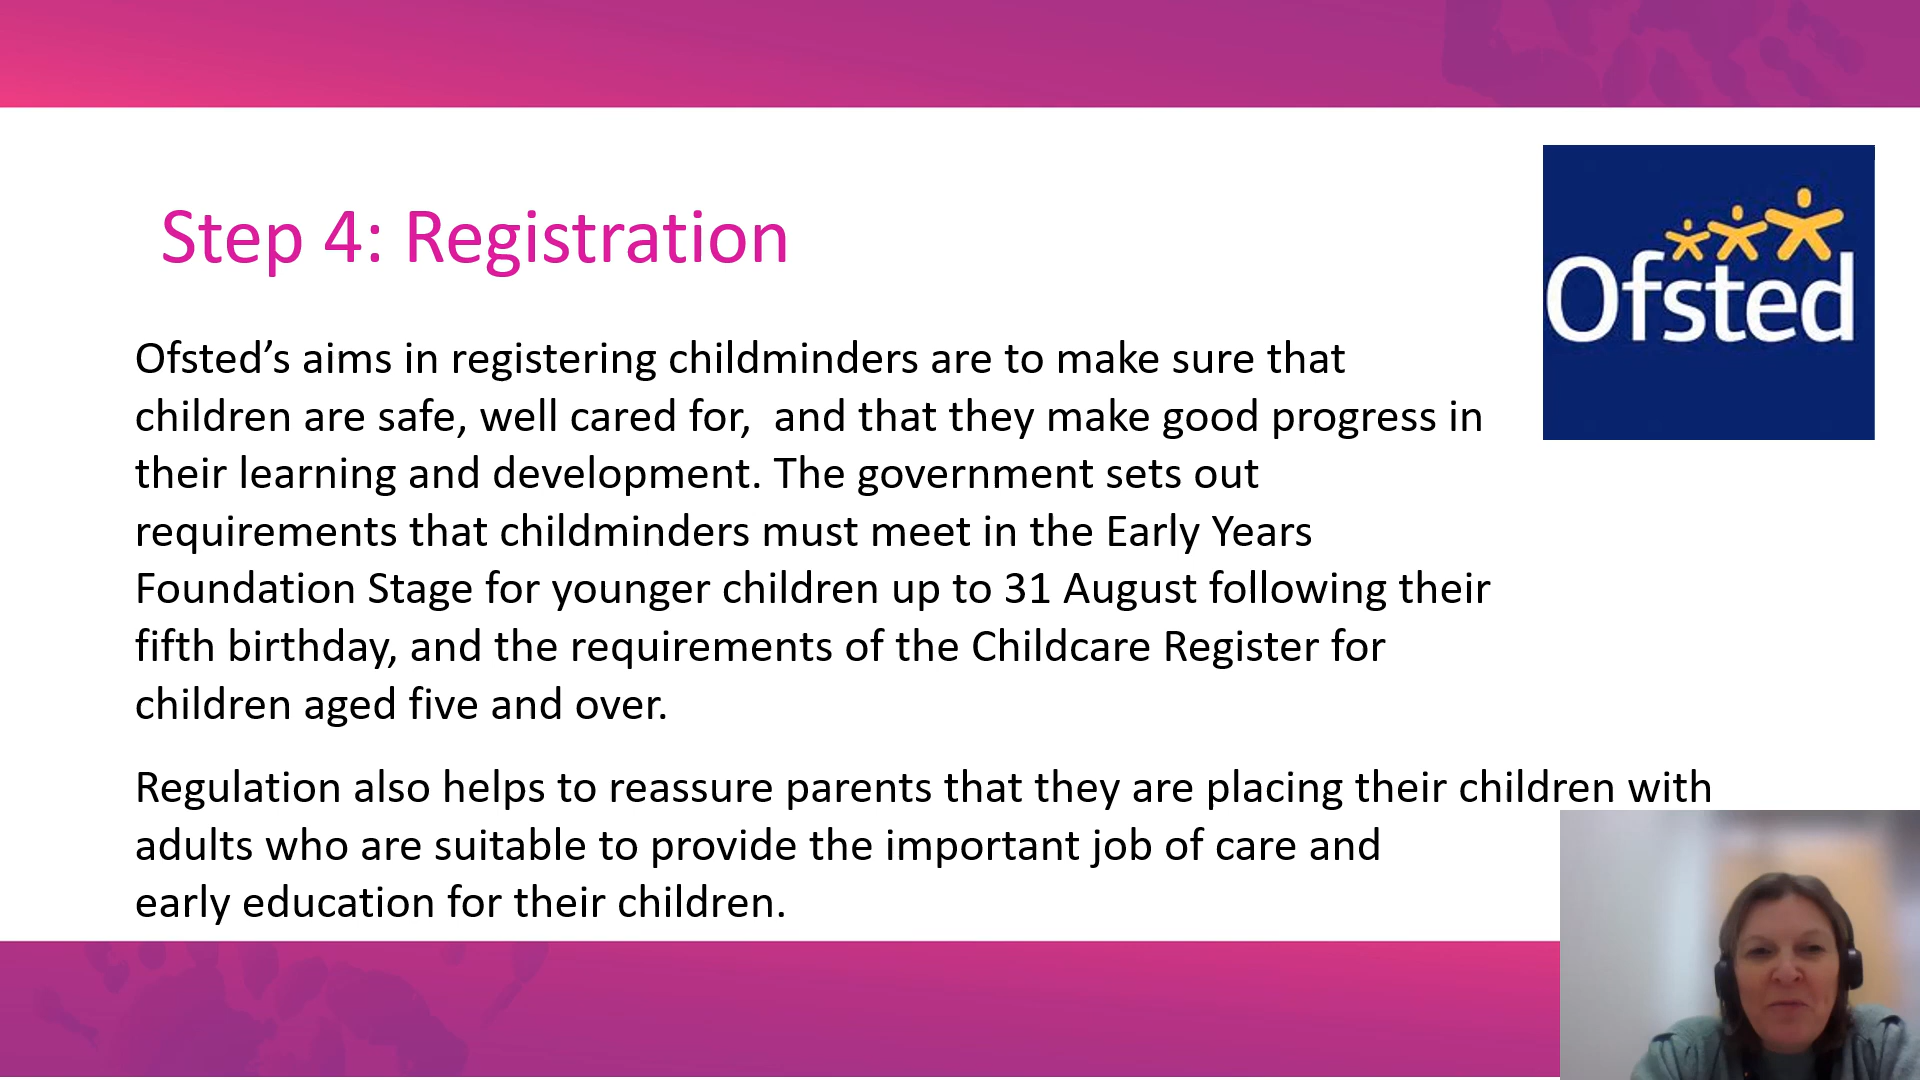 Step 4: Registration
Ofsted
Ofsted’s aims in registering childminders are to make sure that
children are safe, well cared for,  and that they make good progress in
their learning and development. The government sets out
requirements that childminders must meet in the Early Years
Foundation Stage for younger children up to 31 August following their
fifth birthday, and the requirements of the Childcare Register for
children aged five and over.
Regulation also helps to reassure parents that they are placing their children with
adults who are suitable to provide the important job of care and
early education for their children.